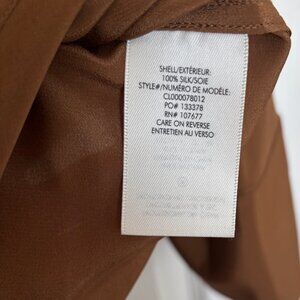 SHELL/EXTÉRIEUR:
100% SILK/SOIE
STYLE#/NUMÉRO DE MODÈLE:
CL000078012
PO# 133378
RN# 107677
CARE ON REVERSE
ENTRETIEN AU VERSO